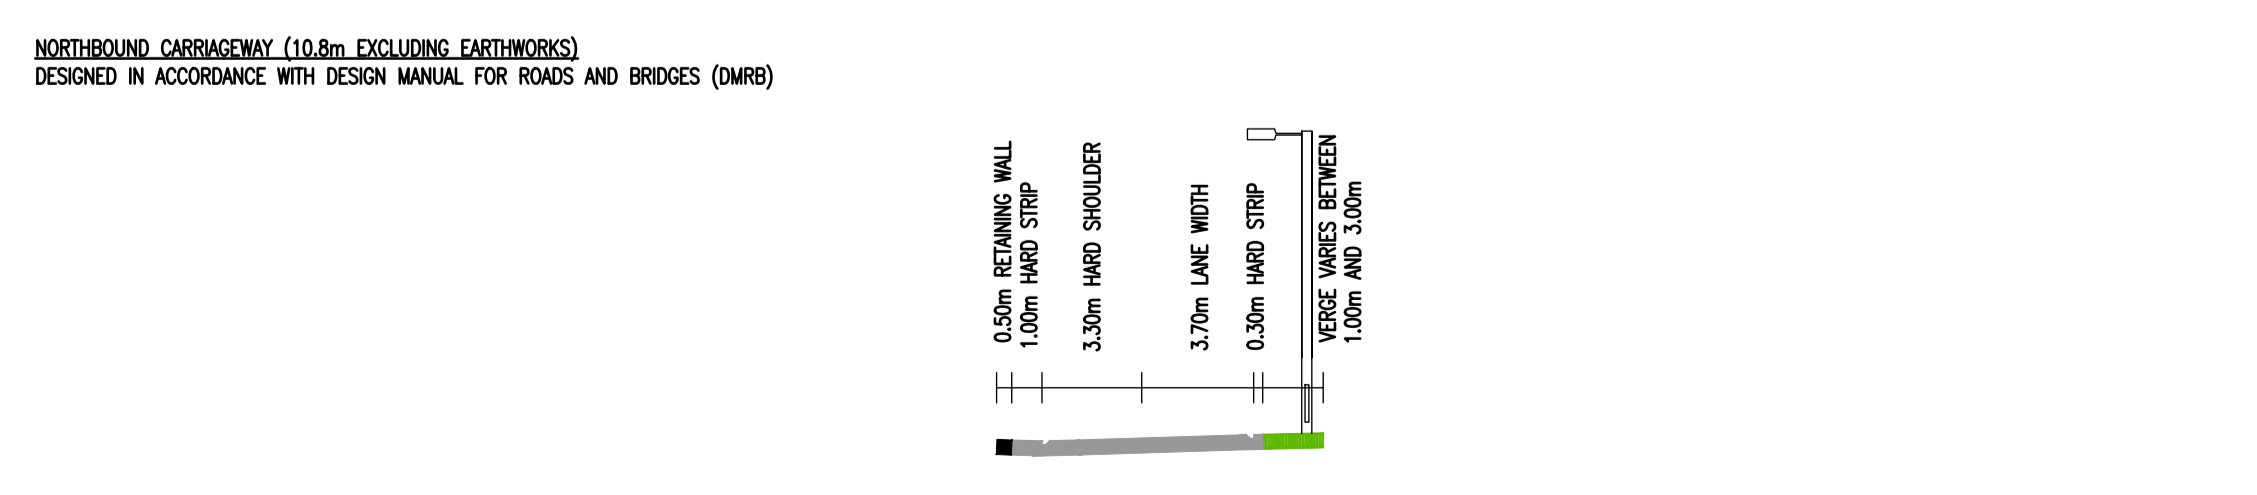 NORTHBOUND CARRIAGEWAY (10.8m EXCLUDING EARTHWORKS)
DESIGNED IN ACCORDANCE WITH DESIGN MANUAL FOR ROADS AND BRIDGES (DMRB)
0.50m RETAINING WALL
1.00m HARD STRIP
3.30m HARD SHOULDER
3.70m LANE WIDTH
0.30m HARD STRIP
VERGE VARIES BETWEEN
1.00m AND 3.00m